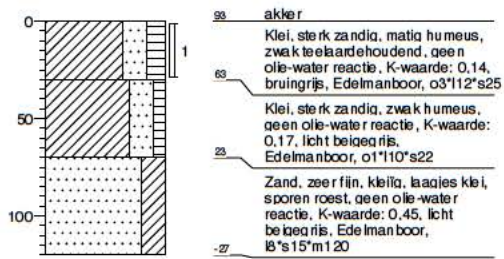 0
50
100
1
93 akker
Klei, sterk zandig, matig humeus,
zwak teelaardehoudend, geen
olie-water reactie, K-waarde: 0,14,
bruingrijs, Edelmanboor, o3*l12*s25
63
Klei, sterk zandig, zwak humeus,
geen olie-water reactie, K-waarde:
0,17, licht beigegrijs,
Edelmanboor, o1*l10*s22
23
Zand, zeer fijn, kleiïg, laagjes klei,
sporen roest, geen olie-water
reactie, K-waarde: 0,45, licht
beigegrijs, Edelmanboor,
l8*s15*m120
-27